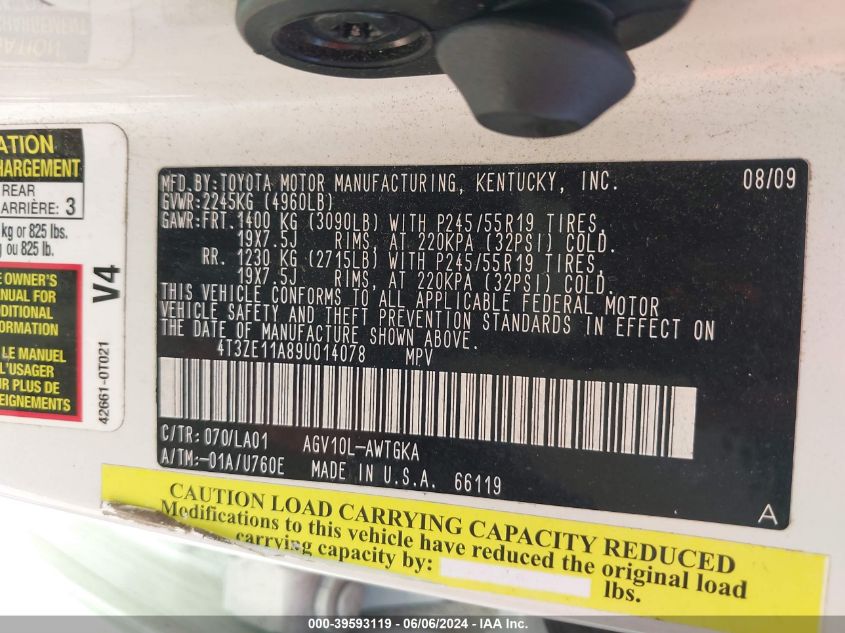 ATION
HARGEMENT
REAR
ARRIÈRE: 3
kg or 825 lbs.
ou 825 lb.
V4
E OWNER'S
ANUAL FOR
DDITIONAL
FORMATION
LE MANUEL
L'USAGER
POUR PLUS
SEIGNEMENTS
42661-0T021
MFD.BY:TOYOTA MOTOR MANUFACTURING, KENTUCKY, INC. 08/09
GVWR:2245KG (4960LB)
GAWR:FRT.1400 KG (3090LB) WITH P245/55R19 TIRES,
19X7.5J RIMS, AT 220KPA (32PSI) COLD.
RR. 1230 KG (2715LB) WITH P245/55R19 TIRES,
19X7.5J RIMS, AT 220KPA (32PSI) COLD.
THIS VEHICLE CONFORMS TO ALL APPLICABLE FEDERAL MOTOR
VEHICLE SAFETY AND THEFT PREVENTION STANDARDS IN EFFECT ON
THE DATE OF MANUFACTURE SHOWN ABOVE.
4T3ZE11A89U014078 MPV
C/TR:070/LA01 AGV10L-AWTGKA
A/TM:-01A/U760E MADE IN U.S.A. 66119
A
CAUTION LOAD CARRYING CAPACITY REDUCED
Modifications to this vehicle have reduced the original load
carrying capacity by: lbs.
000-39593119 - 06/06/2024 - IAA Inc.